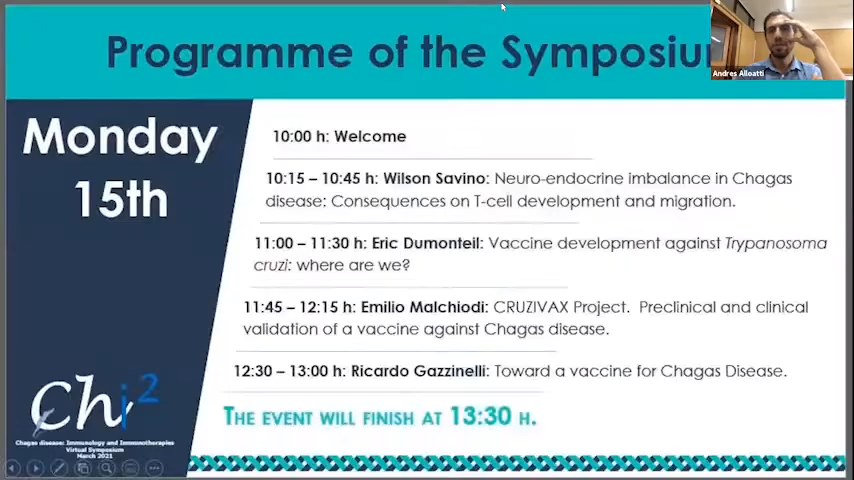 Programme of the Symposiu
Andres Alloatti
Monday
15th
10:00 h: Welcome
10:15 – 10:45 h: Wilson Savino: Neuro-endocrine imbalance in Chagas
disease: Consequences on T-cell development and migration.
11:00 – 11:30 h: Eric Dumonteil: Vaccine development against Trypanosoma
cruzi: where are we?
11:45 – 12:15 h: Emilio Malchiodi: CRUZIVAX Project. Preclinical and clinical
validation of a vaccine against Chagas disease.
12:30 – 13:00 h: Ricardo Gazzinelli: Toward a vaccine for Chagas Disease.
THE EVENT WILL FINISH AT 13:30 H.
Chi2
Chagas disease: Immunology and Immunotherapies
Virtual Symposium
March 2021